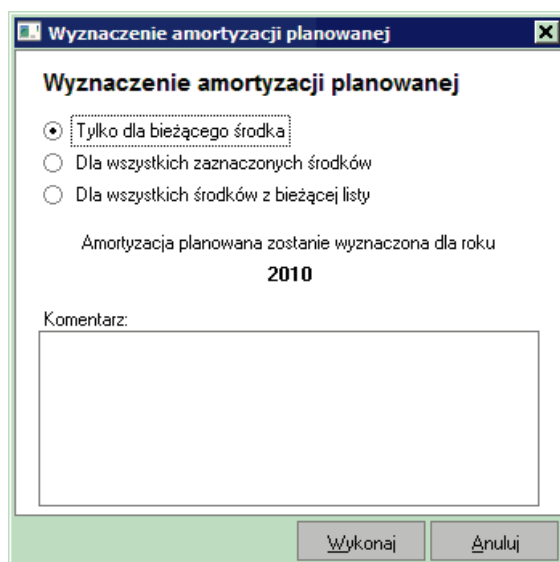 Wyznaczenie amortyzacji planowanej
Wyznaczenie amortyzacji planowanej
Tylko dla bieżącego środka
Dla wszystkich zaznaczonych środków
Dla wszystkich środków z bieżącej listy
Amortyzacja planowana zostanie wyznaczona dla roku
2010
Komentarz:
Wykonaj Anuluj